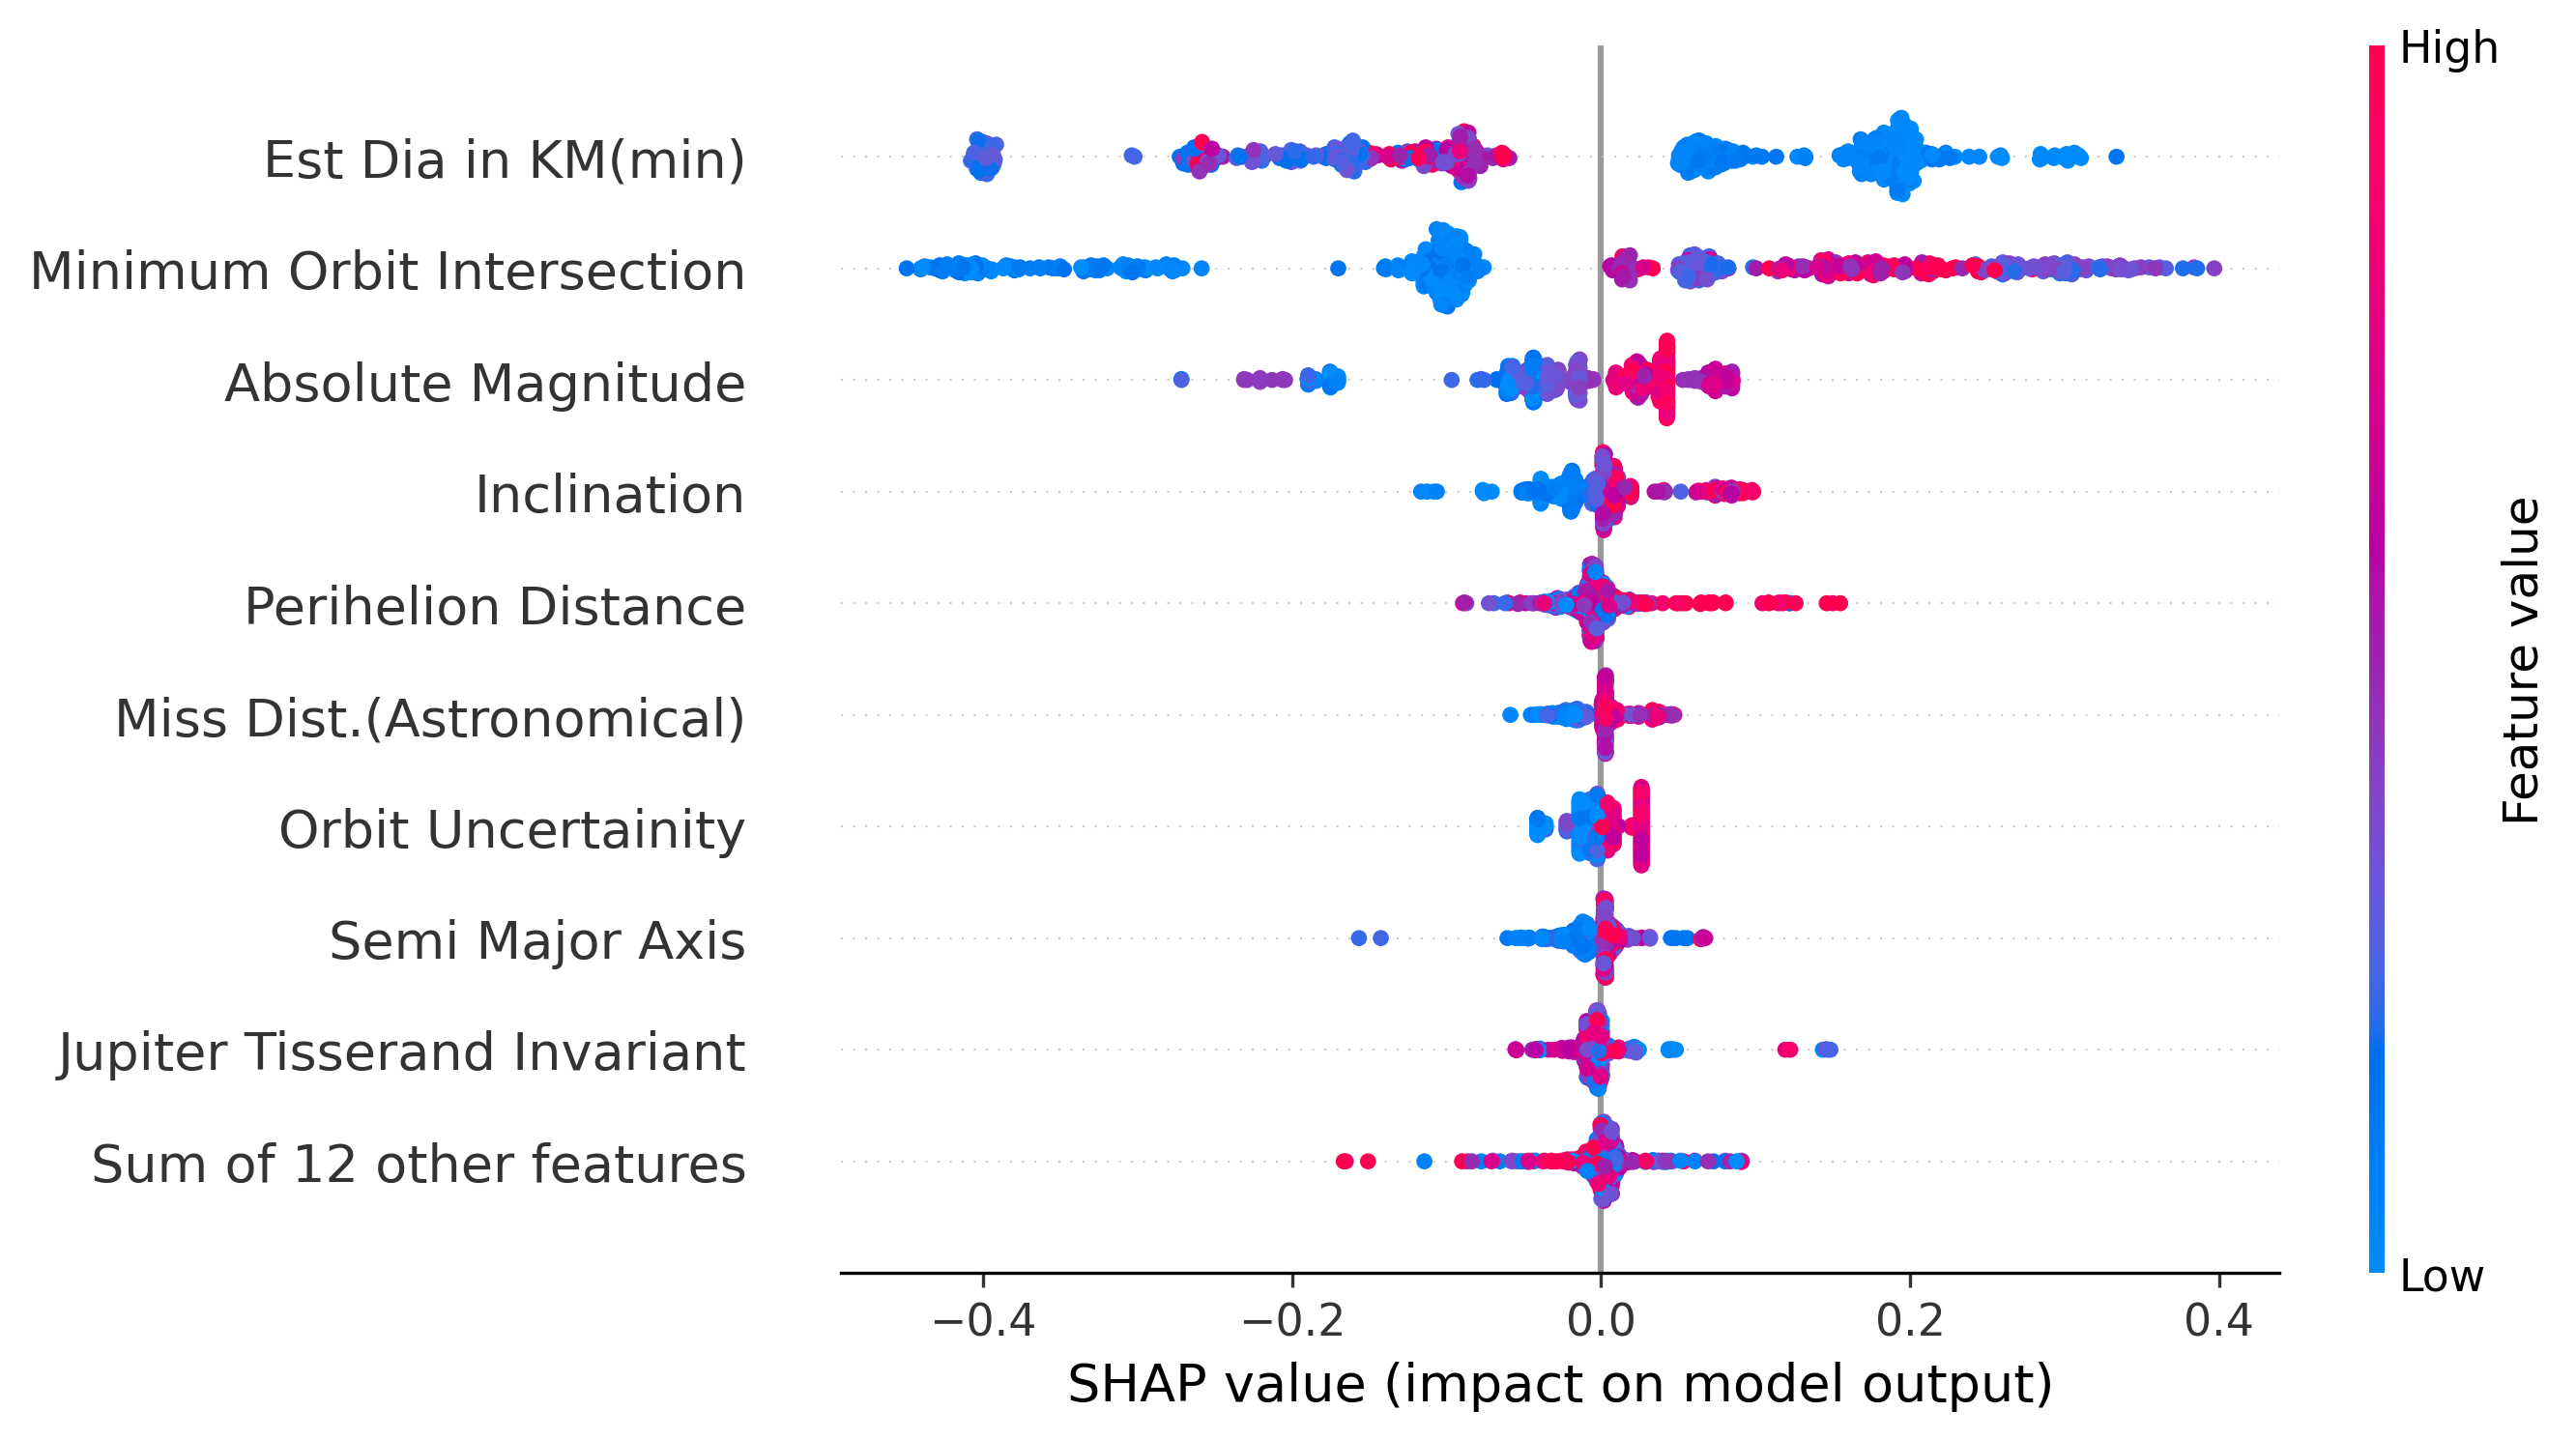 High
Est Dia in KM(min)
Minimum Orbit Intersection
Absolute Magnitude
Inclination
Perihelion Distance
Miss Dist.(Astronomical)
Orbit Uncertainity
Semi Major Axis
Jupiter Tisserand Invariant
Sum of 12 other features
Feature value
Low
−0.4 −0.2 0.0 0.2 0.4
SHAP value (impact on model output)